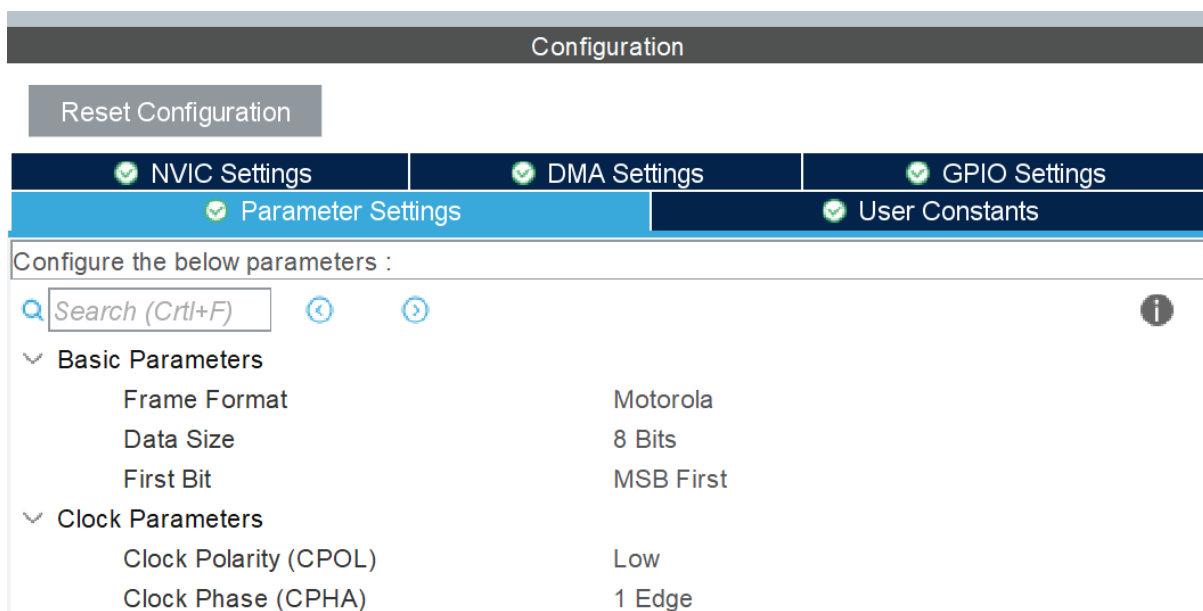 Configuration
Reset Configuration
NVIC Settings DMA Settings GPIO Settings
Parameter Settings User Constants
Configure the below parameters :
Search (Crtl+F)
Basic Parameters
Frame Format Motorola
Data Size 8 Bits
First Bit MSB First
Clock Parameters
Clock Polarity (CPOL) Low
Clock Phase (CPHA) 1 Edge